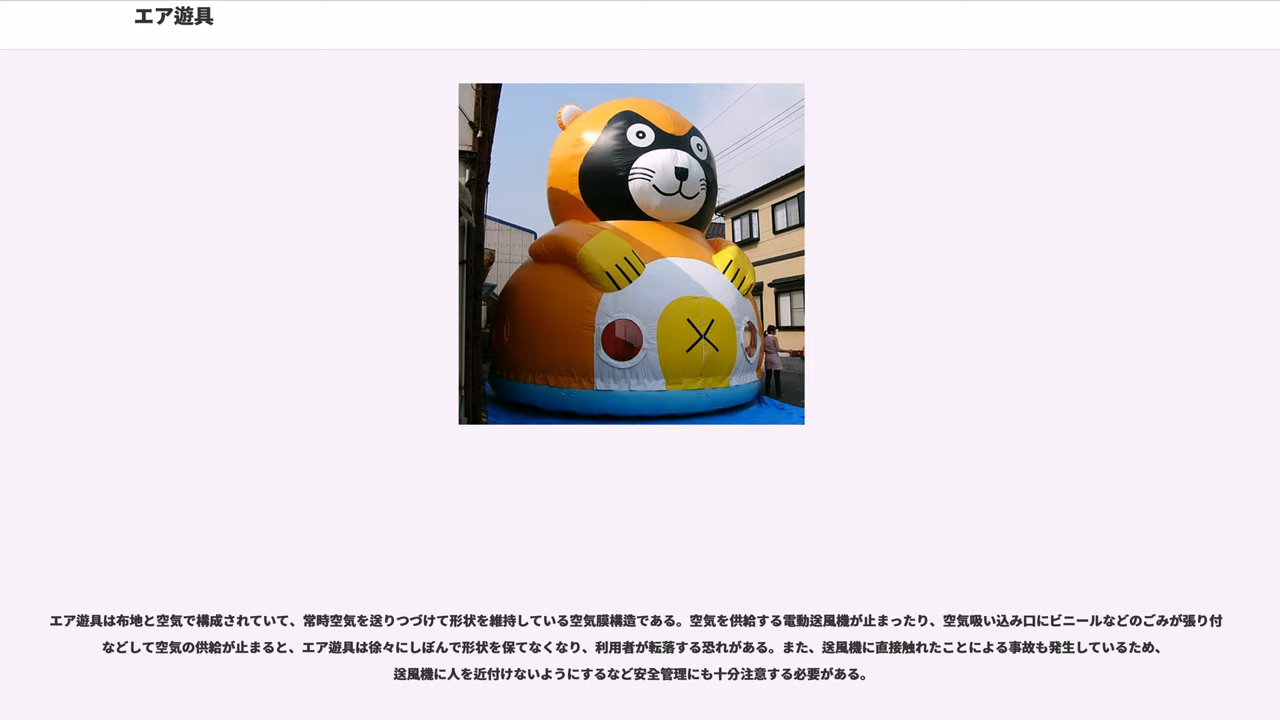 エア遊具
エア遊具は布地と空気で構成されていて、常時空気を送りつづけて形状を維持している空気膜構造である。空気を供給する電動送風機が止まったり、空気吸い込み口にビニールなどのごみが張り付
などして空気の供給が止まると、エア遊具は徐々にしぼんで形状を保てなくなり、利用者が転落する恐れがある。また、送風機に直接触れたことによる事故も発生しているため、
送風機に人を近付けないようにするなど安全管理にも十分注意する必要がある。